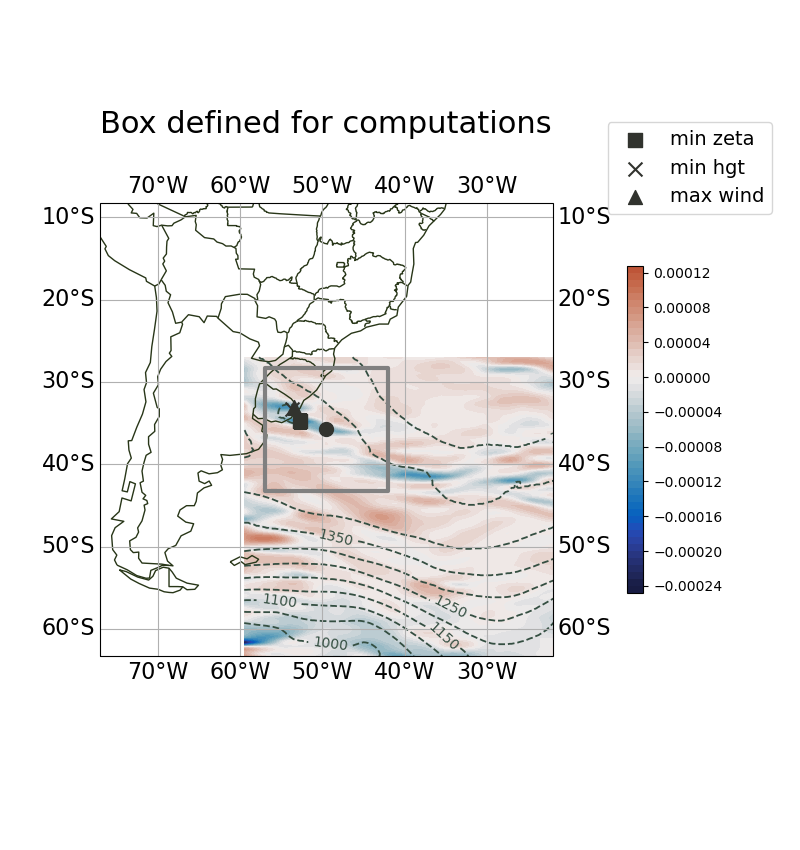 Box defined for computations
min zeta
min hgt
max wind
70°W 60°W 50°W 40°W 30°W
10°S 10°S
20°S 20°S
30°S 30°S
40°S 40°S
50°S 50°S
60°S 60°S
70°W 60°W 50°W 40°W 30°W
1350
1250
1100
1150
1000
0.00012
0.00008
0.00004
0.00000
−0.00004
−0.00008
−0.00012
−0.00016
−0.00020
−0.00024